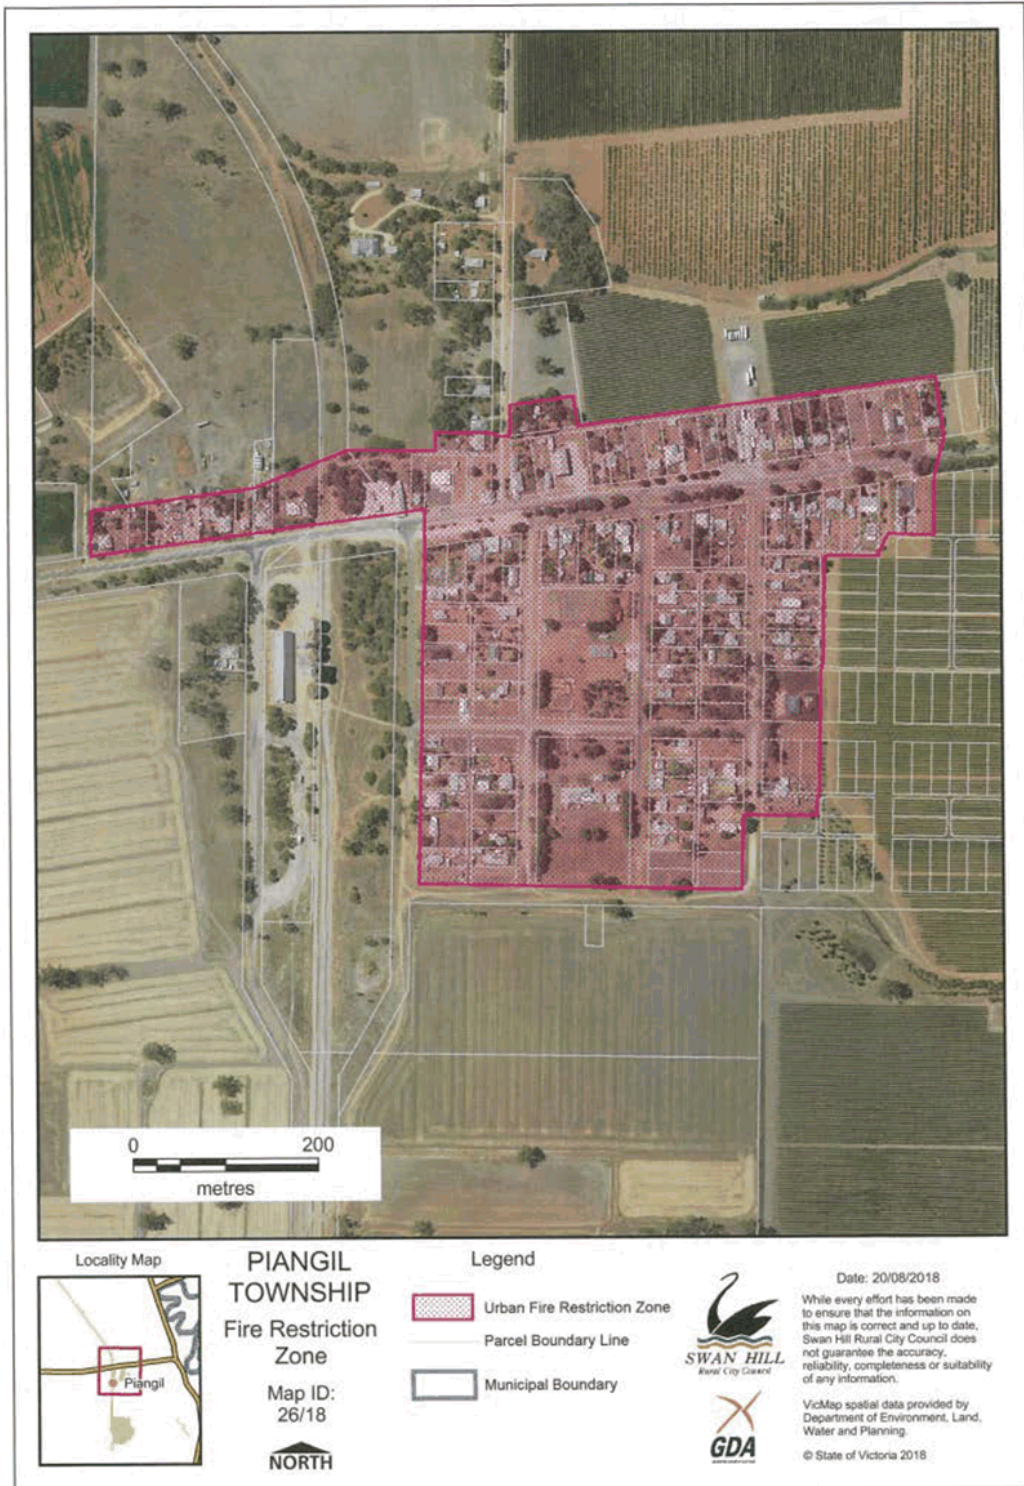 0 200
metres
Locality Map
Piangil
PIANGIL
TOWNSHIP
Fire Restriction
Zone
Map ID:
26/18
NORTH
Legend
Urban Fire Restriction Zone
Parcel Boundary Line
Municipal Boundary
SWAN HILL
Rural City Council
GDA
Date: 20/08/2018
While every effort has been made
to ensure that the information on
this map is correct and up to date,
Swan Hill Rural City Council does
not guarantee the accuracy,
reliability, completeness or suitability
of any information.
VicMap spatial data provided by
Department of Environment, Land,
Water and Planning.
© State of Victoria 2018